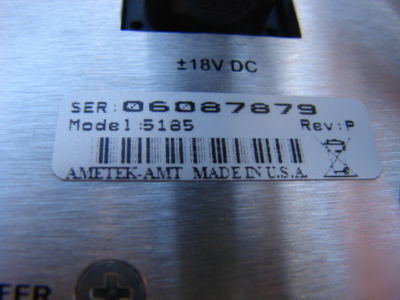 ±18V DC
SER:06087879
Model:5185 Rev:P
AMETEK-AMT MADE IN U.S.A.